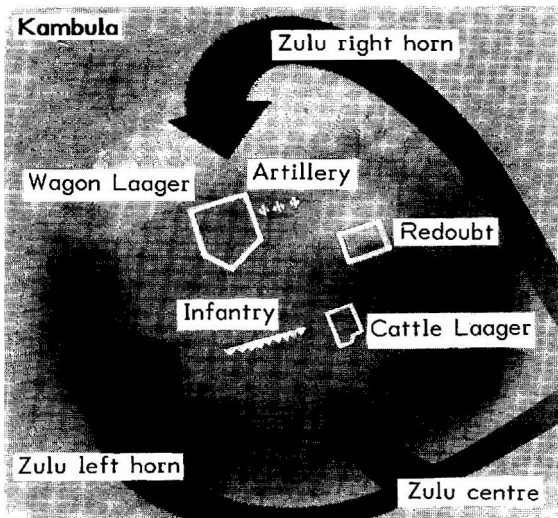 Kambula
Zulu right horn
Wagon Laager
Artillery
Redoubt
Infantry
Cattle Laager
Zulu left horn
Zulu centre